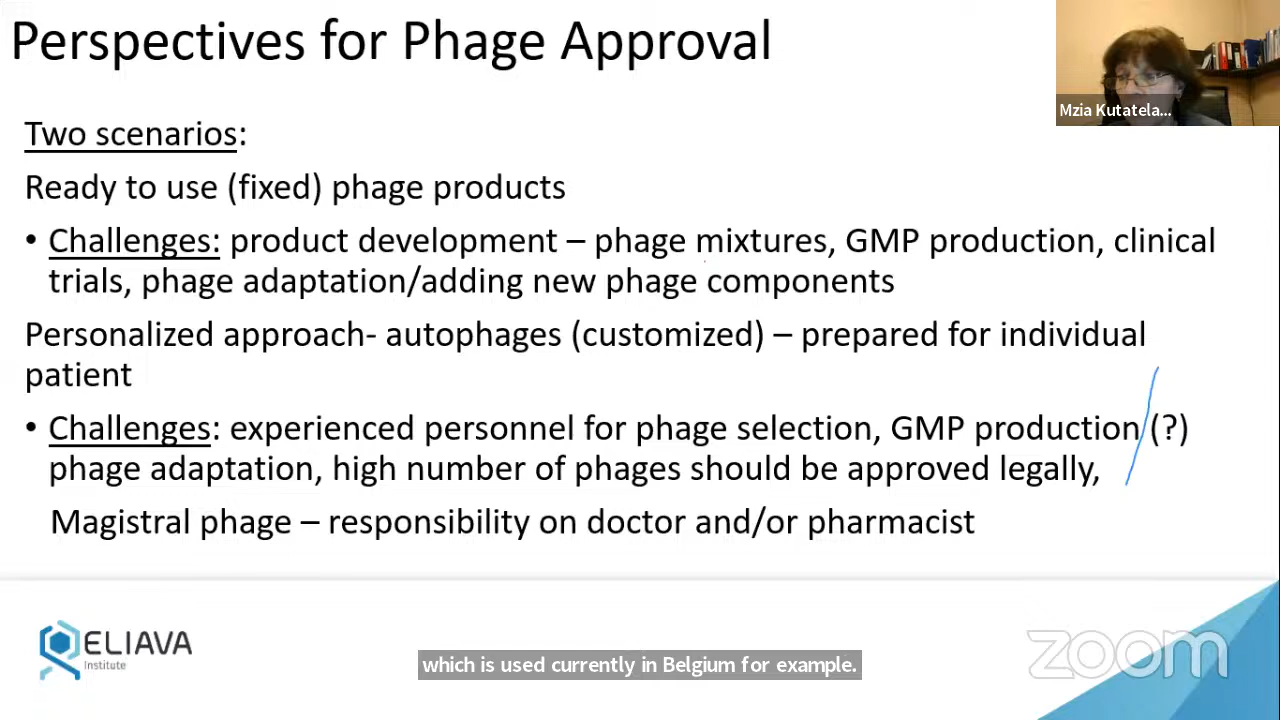 Perspectives for Phage Approval
Mzia Kutatela...
Two scenarios:
Ready to use (fixed) phage products
• Challenges: product development – phage mixtures, GMP production, clinical
trials, phage adaptation/adding new phage components
Personalized approach- autophages (customized) – prepared for individual
patient
• Challenges: experienced personnel for phage selection, GMP production (?)
phage adaptation, high number of phages should be approved legally,
Magistral phage – responsibility on doctor and/or pharmacist
ELIAVA
Institute
which is used currently in Belgium for example.
zoom